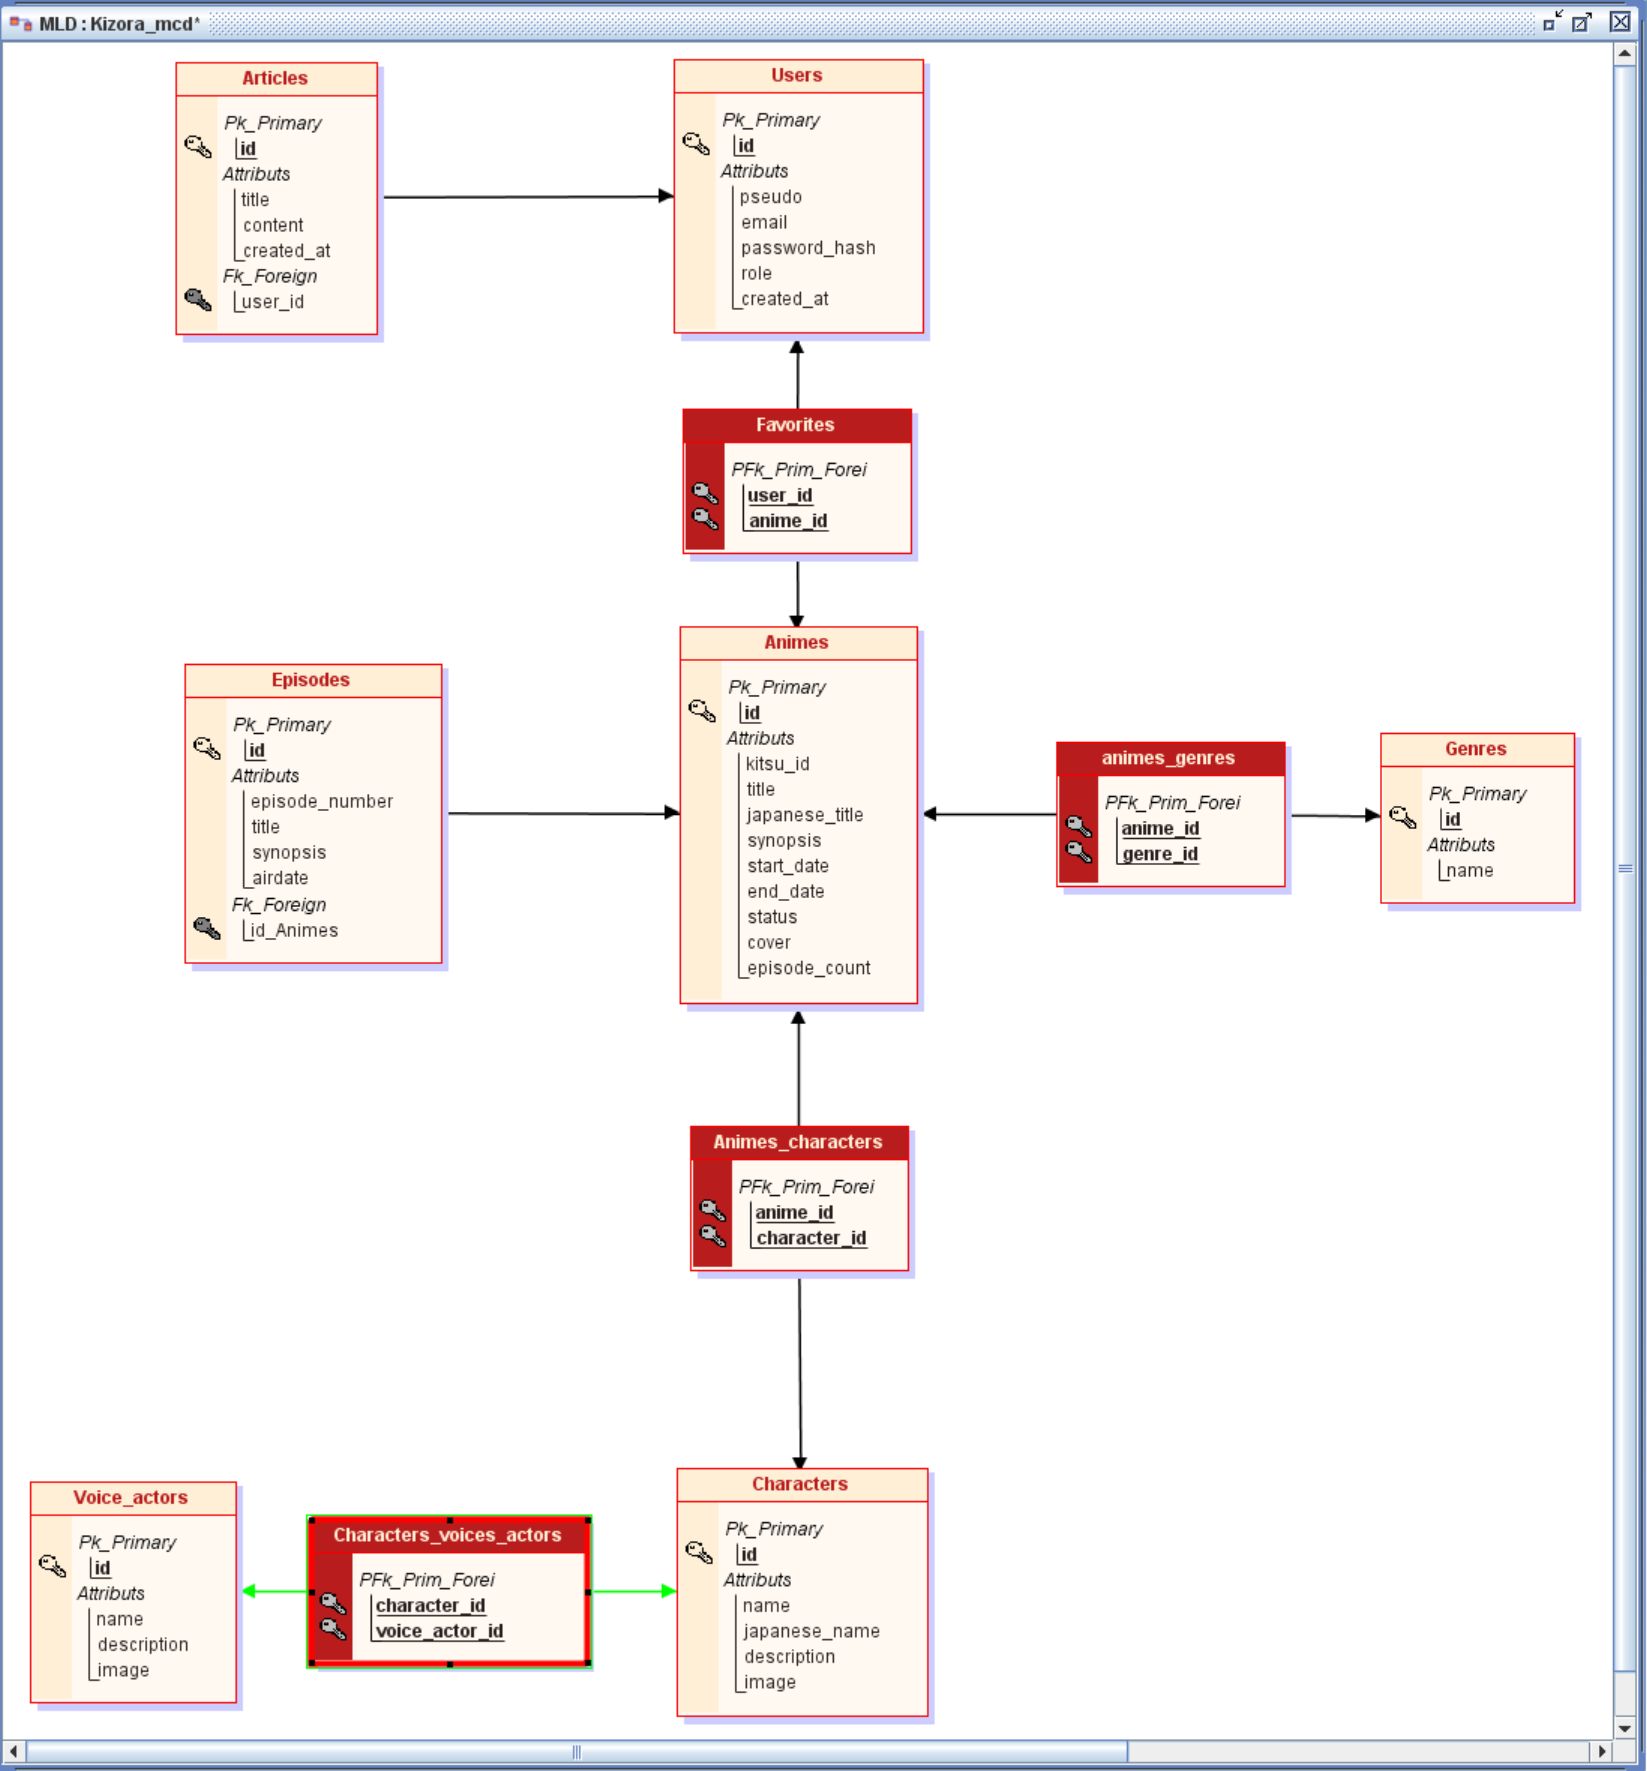 MLD : Kizora_mcd*
Articles
Pk_Primary
id
Attributs
title
content
created_at
Fk_Foreign
user_id
Users
Pk_Primary
id
Attributs
pseudo
email
password_hash
role
created_at
Favorites
PFk_Prim_Forei
user_id
anime_id
Episodes
Pk_Primary
id
Attributs
episode_number
title
synopsis
airdate
Fk_Foreign
id_Animes
Animes
Pk_Primary
id
Attributs
kitsu_id
title
japanese_title
synopsis
start_date
end_date
status
cover
episode_count
animes_genres
PFk_Prim_Forei
anime_id
genre_id
Genres
Pk_Primary
id
Attributs
name
Animes_characters
PFk_Prim_Forei
anime_id
character_id
Voice_actors
Pk_Primary
id
Attributs
name
description
image
Characters_voices_actors
PFk_Prim_Forei
character_id
voice_actor_id
Characters
Pk_Primary
id
Attributs
name
japanese_name
description
image